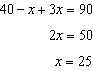 40 − x + 3x = 90
2x = 50
x = 25